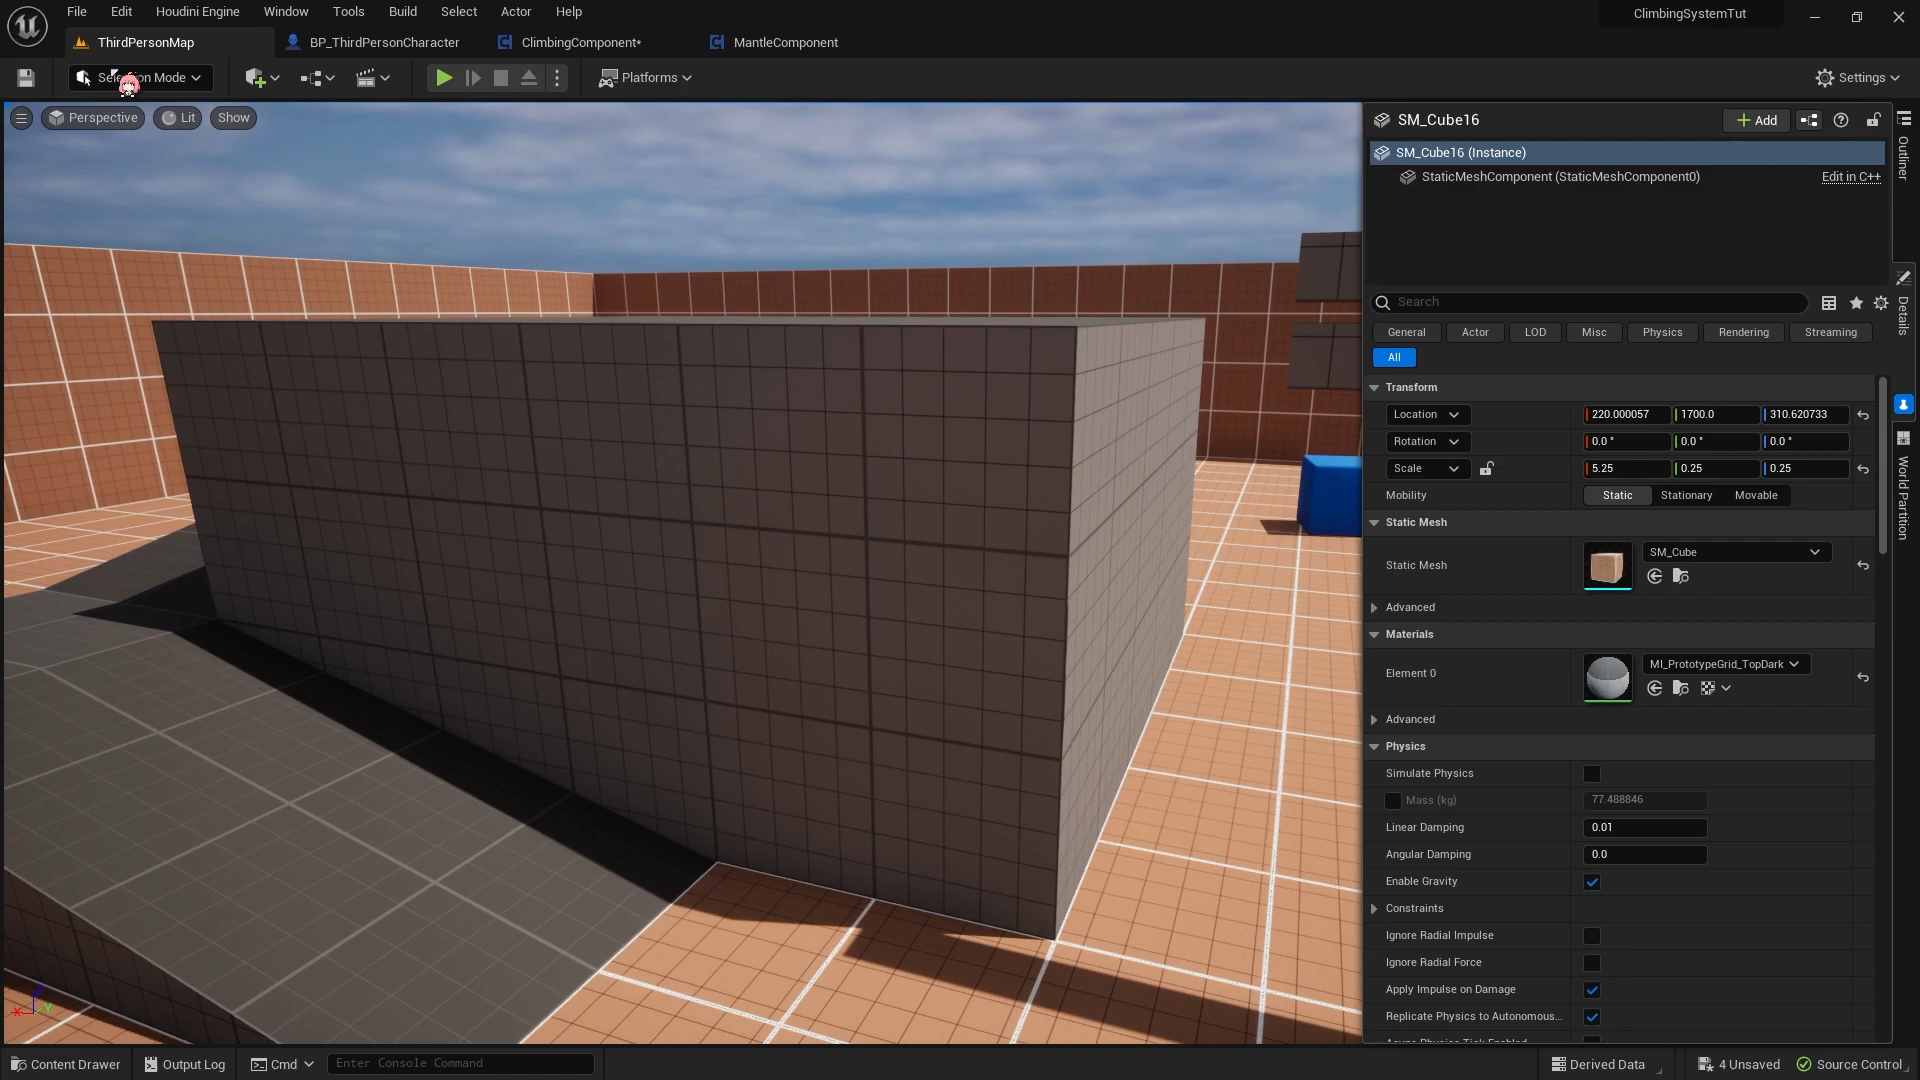 File Edit Houdini Engine Window Tools Build Select Actor Help
ClimbingSystemTut
ThirdPersonMap BP_ThirdPersonCharacter ClimbingComponent* MantleComponent
Selection Mode Platforms Settings
Perspective Lit Show
SM_Cube16 Add
SM_Cube16 (Instance)
StaticMeshComponent (StaticMeshComponent0) Edit in C++
Search
General Actor LOD Misc Physics Rendering Streaming
All
Transform
Location 220.000057 1700.0 310.620733
Rotation 0.0 ° 0.0 ° 0.0 °
Scale 5.25 0.25 0.25
Mobility Static Stationary Movable
Static Mesh
Static Mesh SM_Cube
Advanced
Materials
Element 0 MI_PrototypeGrid_TopDark
Advanced
Physics
Simulate Physics
Mass (kg) 77.488846
Linear Damping 0.01
Angular Damping 0.0
Enable Gravity
Constraints
Ignore Radial Impulse
Ignore Radial Force
Apply Impulse on Damage
Replicate Physics to Autonomous...
Outliner
Details
World Partition
X Y
Content Drawer Output Log Cmd Enter Console Command Derived Data 4 Unsaved Source Control